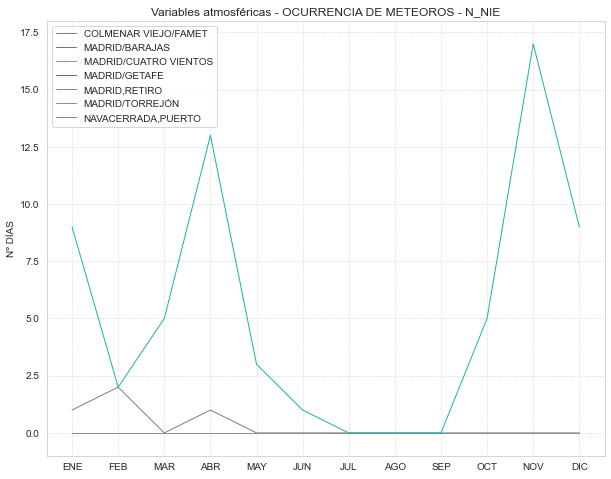 Variables atmosféricas - OCURRENCIA DE METEOROS - N_NIE
COLMENAR VIEJO/FAMET
MADRID/BARAJAS
MADRID/CUATRO VIENTOS
MADRID/GETAFE
MADRID,RETIRO
MADRID/TORREJÓN
NAVACERRADA,PUERTO
Nº DÍAS
17.5
15.0
12.5
10.0
7.5
5.0
2.5
0.0
ENE FEB MAR ABR MAY JUN JUL AGO SEP OCT NOV DIC